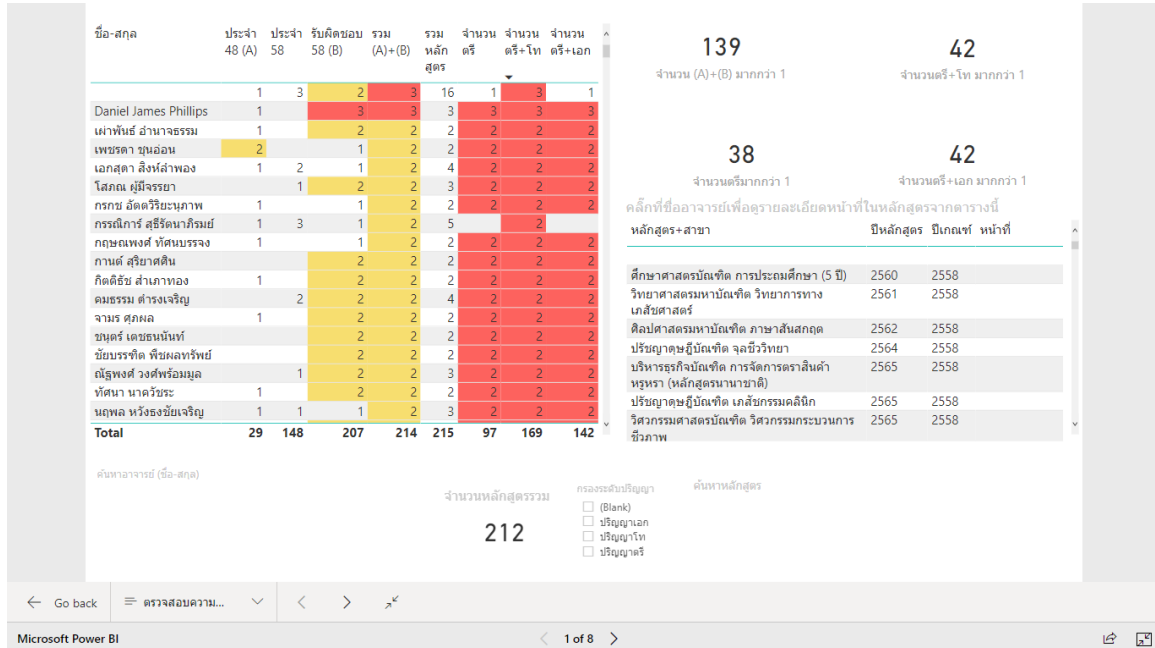 ชื่อ-สกุล ประจำ 48 (A) ประจำ 58 รับผิดชอบ 58 (B) รวม (A)+(B) รวมหลักสูตร จำนวนตรี จำนวนตรี+โท จำนวนตรี+เอก
1 3 2 3 16 1 3 1
Daniel James Phillips 1 3 3 3 3 3 3
เผ่าพันธ์ อำนาจธรรม 1 2 2 2 2 2 2
เพชรดา ชุนอ่อน 2 1 2 2 2 2 2
เอกสุดา สิงห์ลำพอง 1 2 1 2 4 2 2 2
โสภณ ผู้มีจรรยา 1 2 2 3 2 2 2
กรกช อัตตวิริยะนุภาพ 1 1 2 2 2 2 2
กรรณิการ์ สุธีรัตนาภิรมย์ 1 3 1 2 5 2
กฤษณพงศ์ ทัศนบรรจง 1 1 2 2 2 2 2
กานต์ สุริยาศศิน 2 2 2 2 2 2
กิตติธัช สำเภาทอง 1 2 2 2 2 2 2
คมธรรม ดำรงเจริญ 2 2 2 4 2 2 2
จามร ศุภผล 1 2 2 2 2 2 2
ชนุตร์ เดชธนนันท์ 2 2 2 2 2 2
ชัยบรรฑิต พืชผลทรัพย์ 2 2 2 2 2 2
ณัฐพงศ์ วงศ์พร้อมมูล 1 2 2 3 2 2 2
ทัศนา นาควัชระ 1 2 2 2 2 2 2
นฤพล หวังธงชัยเจริญ 1 1 1 2 3 2 2 2
Total 29 148 207 214 215 97 169 142
139
จำนวน (A)+(B) มากกว่า 1
42
จำนวนตรี+โท มากกว่า 1
38
จำนวนตรีมากกว่า 1
42
จำนวนตรี+เอก มากกว่า 1
คลิ๊กที่ชื่ออาจารย์เพื่อดูรายละเอียดหน้าที่ในหลักสูตรจากตารางนี้
หลักสูตร+สาขา ปีหลักสูตร ปีเกณฑ์ หน้าที่
ศึกษาศาสตรบัณฑิต การประถมศึกษา (5 ปี) 2560 2558
วิทยาศาสตรมหาบัณฑิต วิทยาการทาง 2561 2558
เภสัชศาสตร์
ศิลปศาสตรมหาบัณฑิต ภาษาสันสกฤต 2562 2558
ปรัชญาดุษฎีบัณฑิต จุลชีววิทยา 2564 2558
บริหารธุรกิจบัณฑิต การจัดการตราสินค้า 2565 2558
หรูหรา (หลักสูตรนานาชาติ)
ปรัชญาดุษฎีบัณฑิต เภสัชกรรมคลินิก 2565 2558
วิศวกรรมศาสตรบัณฑิต วิศวกรรมกระบวนการ 2565 2558
ชีวภาพ
ค้นหาอาจารย์ (ชื่อ-สกุล)
จำนวนหลักสูตรรวม
212
กรองระดับปริญญา
(Blank)
ปริญญาเอก
ปริญญาโท
ปริญญาตรี
ค้นหาหลักสูตร
Go back ตรวจสอบความ...
Microsoft Power BI 1 of 8